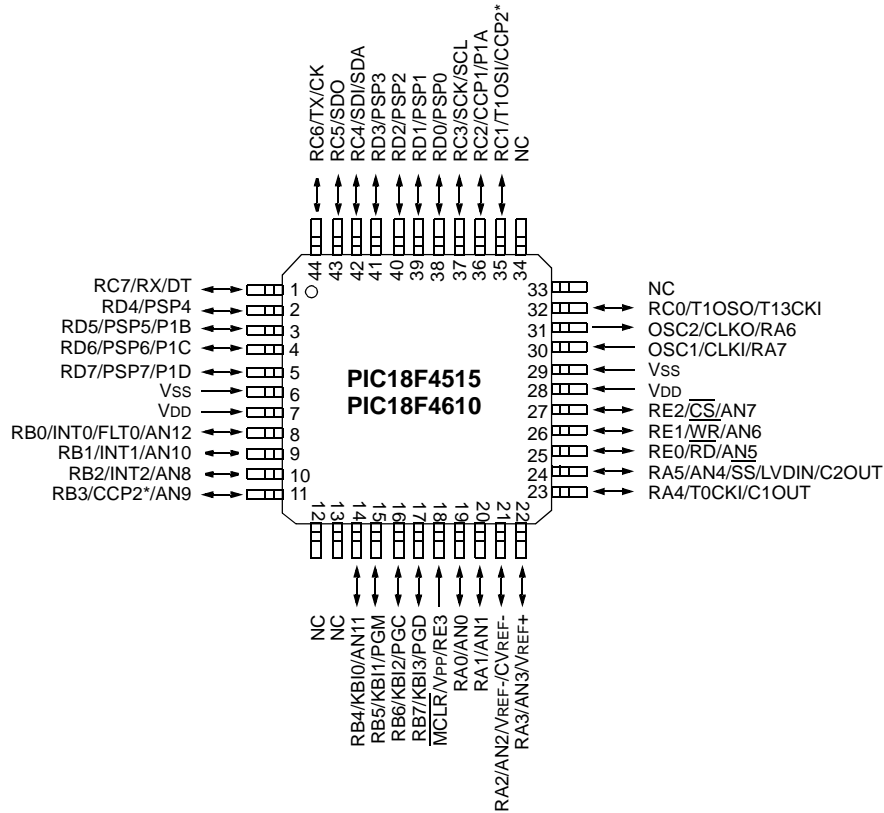 RC6/TX/CK
RC5/SDO
RC4/SDI/SDA
RD3/PSP3
RD2/PSP2
RD1/PSP1
RD0/PSP0
RC3/SCK/SCL
RC2/CCP1/P1A
RC1/T1OSI/CCP2*
NC
44
43
42
41
40
39
38
37
36
35
34
RC7/RX/DT 1
RD4/PSP4 2
RD5/PSP5/P1B 3
RD6/PSP6/P1C 4
RD7/PSP7/P1D 5
VSS 6
VDD 7
RB0/INT0/FLT0/AN12 8
RB1/INT1/AN10 9
RB2/INT2/AN8 10
RB3/CCP2*/AN9 11
PIC18F4515
PIC18F4610
33 NC
32 RC0/T1OSO/T13CKI
31 OSC2/CLKO/RA6
30 OSC1/CLKI/RA7
29 VSS
28 VDD
27 RE2/CS/AN7
26 RE1/WR/AN6
25 RE0/RD/AN5
24 RA5/AN4/SS/LVDIN/C2OUT
23 RA4/T0CKI/C1OUT
12
13
14
15
16
17
18
19
20
21
22
NC
NC
RB4/KBI0/AN11
RB5/KBI1/PGM
RB6/KBI2/PGC
RB7/KBI3/PGD
MCLR/VPP/RE3
RA0/AN0
RA1/AN1
RA2/AN2/VREF-/CVREF-
RA3/AN3/VREF+